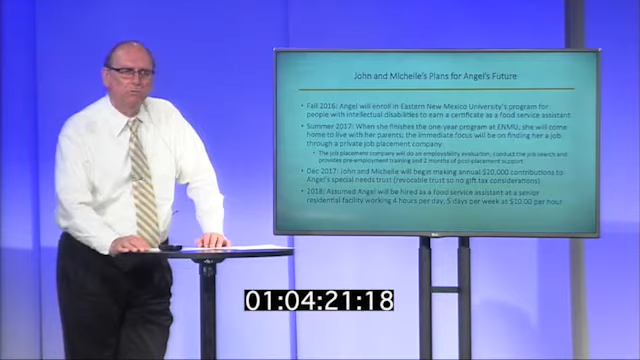 John and Michelle's Plans for Angel's Future
• Fall 2016: Angel will enroll in Eastern New Mexico University's program for
people with intellectual disabilities to earn a certificate as a food service assistant
• Summer 2017: When she finishes the one-year program at ENMU, she will come
home to live with her parents; the immediate focus will be on finding her a job
through a private job placement company.
• The job placement company will do an employability evaluation, conduct the job search and
provides pre-employment training and 2 months of post-placement support
• Dec 2017: John and Michelle will begin making annual $20,000 contributions to
Angel's special needs trust (revocable trust so no gift tax considerations)
• 2018: Assumed Angel will be hired as a food service assistant at a senior
residential facility working 4 hours per day, 5 days per week at $10.00 per hour
01:04:21:18